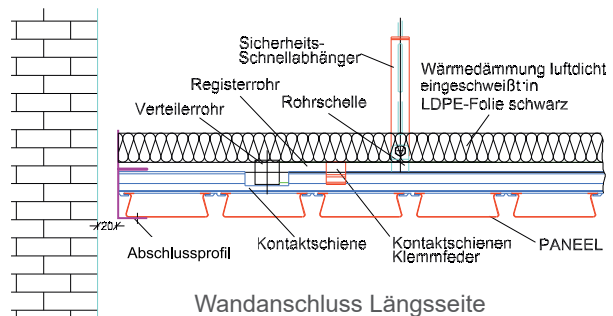 Sicherheits-
Schnellabhänger
Wärmedämmung luftdicht
eingeschweißt in
LDPE-Folie schwarz
Registerrohr
Rohrschelle
Verteilerrohr
20
Abschlussprofil
Kontaktschiene
Kontaktschienen
Klemmfeder
PANEEL
Wandanschluss Längsseite